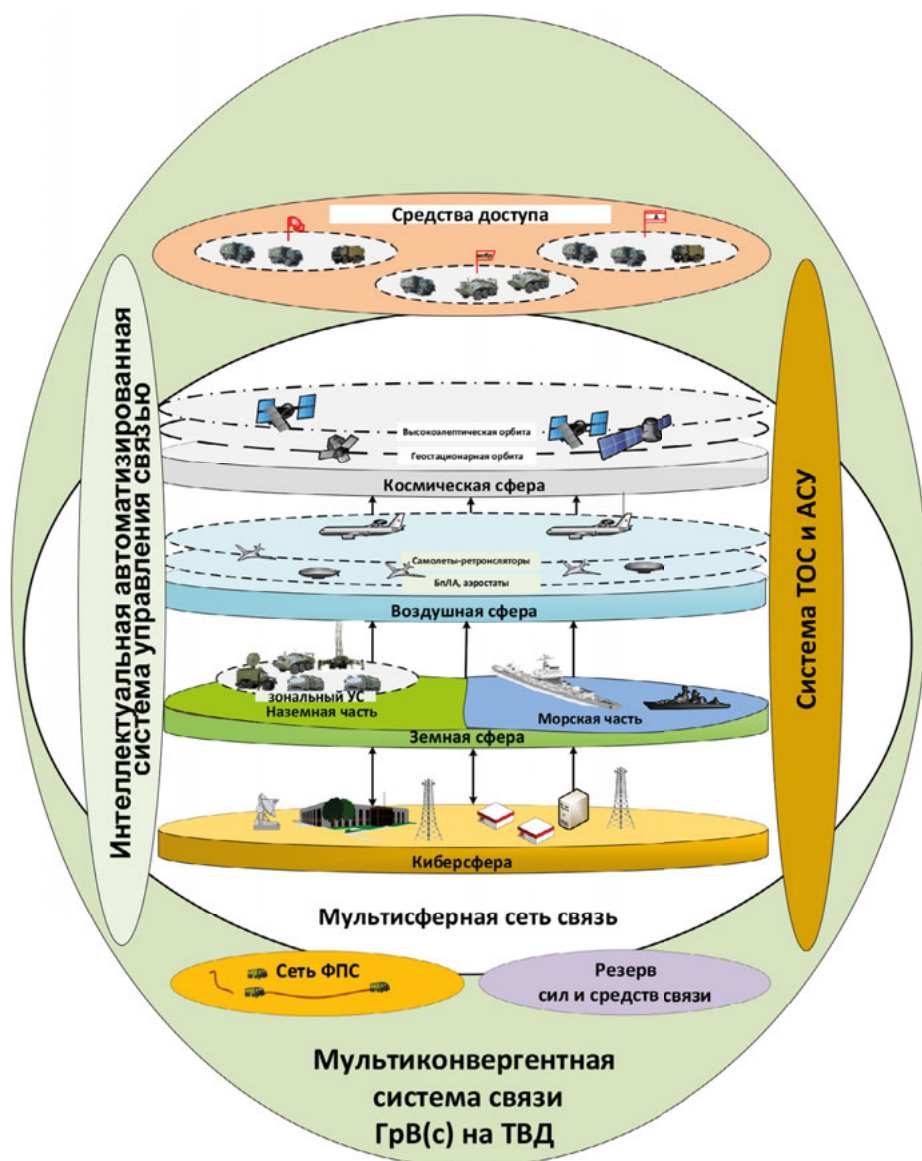 Средства доступа
Интеллектуальная автоматизированная
система управления связью
Система ТОС и АСУ
Высокоэлептическая орбита
Геостационарная орбита
Космическая сфера
Самолеты-ретронсляторы
БпЛА, аэростаты
Воздушная сфера
зональный УС
Наземная часть
Морская часть
Земная сфера
Киберсфера
Мультисферная сеть связь
Сеть ФПС
Резерв
сил и средств связи
Мультиконвергентная
система связи
ГрВ(с) на ТВД